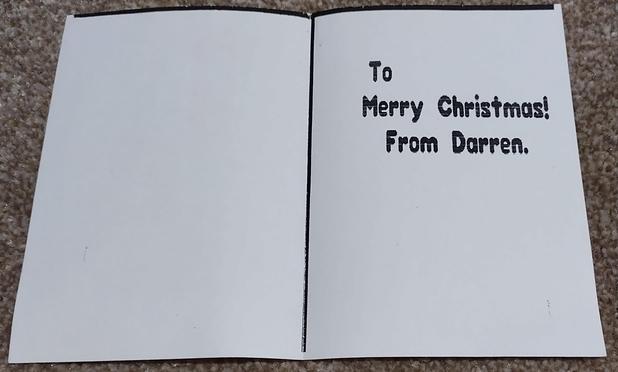 To
Merry Christmas!
From Darren.